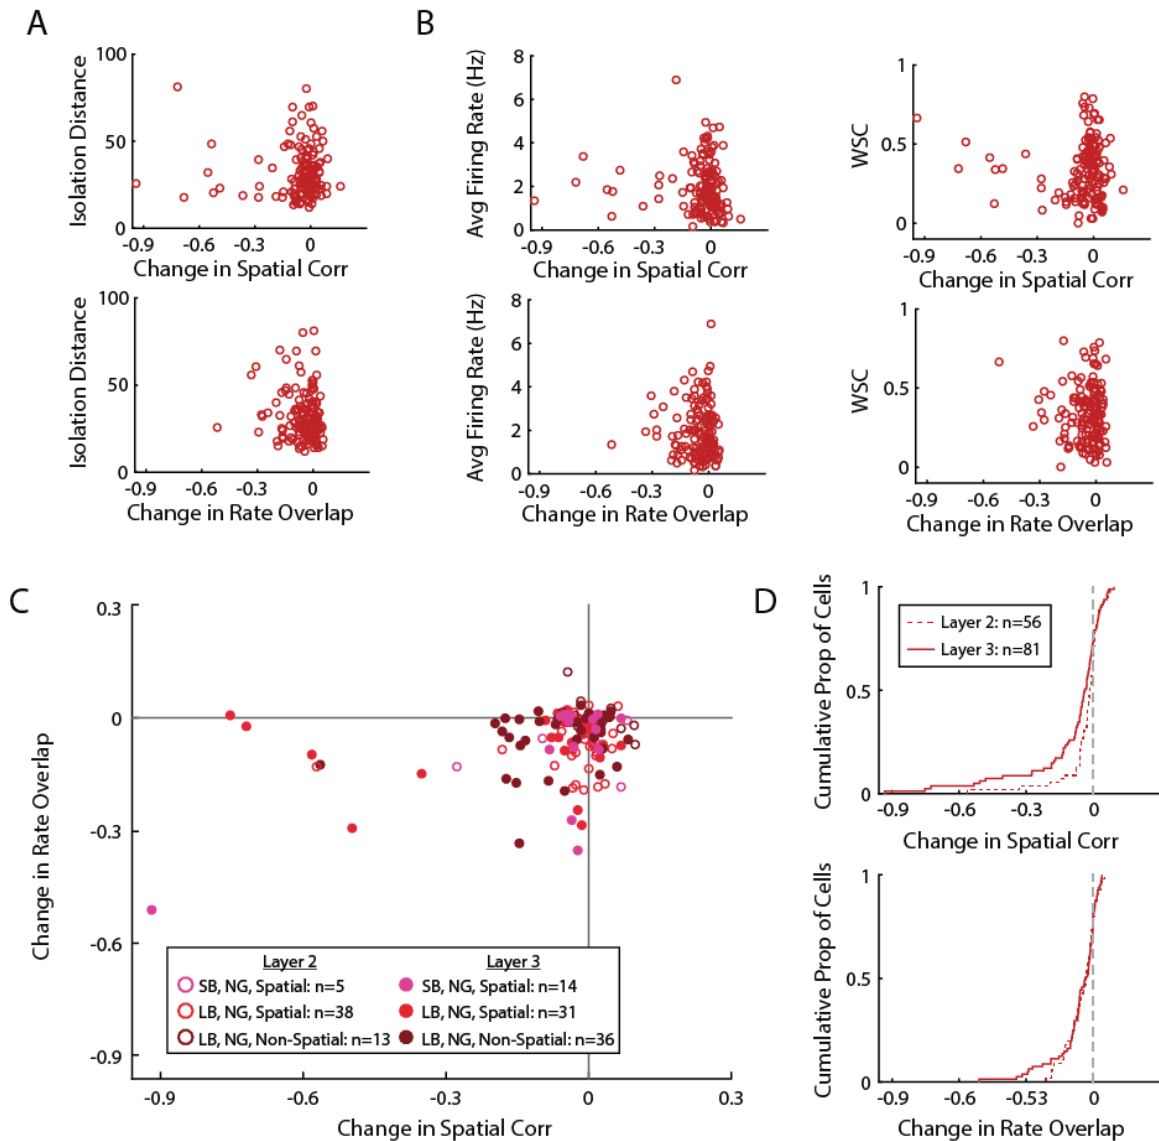 A
B
100
50
0
Isolation Distance
-0.9 -0.6 -0.3 0
Change in Spatial Corr
8
6
4
2
0
Avg Firing Rate (Hz)
-0.9 -0.6 -0.3 0
Change in Spatial Corr
1
0.5
0
WSC
-0.9 -0.6 -0.3 0
Change in Spatial Corr
100
50
0
Isolation Distance
-0.9 -0.6 -0.3 0
Change in Rate Overlap
8
6
4
2
0
Avg Firing Rate (Hz)
-0.9 -0.6 -0.3 0
Change in Rate Overlap
1
0.5
0
WSC
-0.9 -0.6 -0.3 0
Change in Rate Overlap
C
0.3
0
-0.3
-0.6
-0.9
Change in Rate Overlap
Layer 2 Layer 3
SB, NG, Spatial: n=5 SB, NG, Spatial: n=14
LB, NG, Spatial: n=38 LB, NG, Spatial: n=31
LB, NG, Non-Spatial: n=13 LB, NG, Non-Spatial: n=36
-0.9 -0.6 -0.3 0 0.3
Change in Spatial Corr
D
1
0.5
0
Cumulative Prop of Cells
Layer 2: n=56
Layer 3: n=81
-0.9 -0.6 -0.3 0
Change in Spatial Corr
1
0.5
0
Cumulative Prop of Cells
-0.9 -0.53 -0.3 0
Change in Rate Overlap